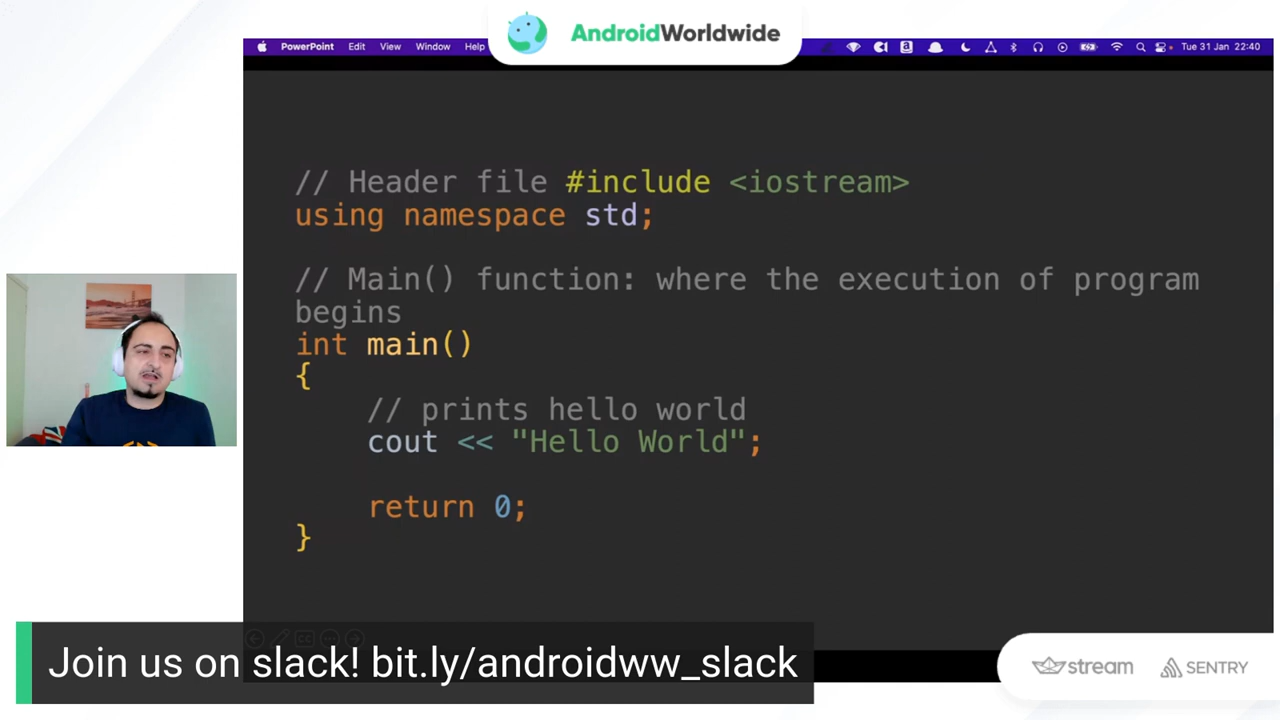 AndroidWorldwide
PowerPoint Edit View Window Help
Tue 31 Jan 22:40
// Header file #include <iostream>
using namespace std;
// Main() function: where the execution of program
begins
int main()
{
// prints hello world
cout << "Hello World";
return 0;
}
Join us on slack! bit.ly/androidww_slack
stream SENTRY